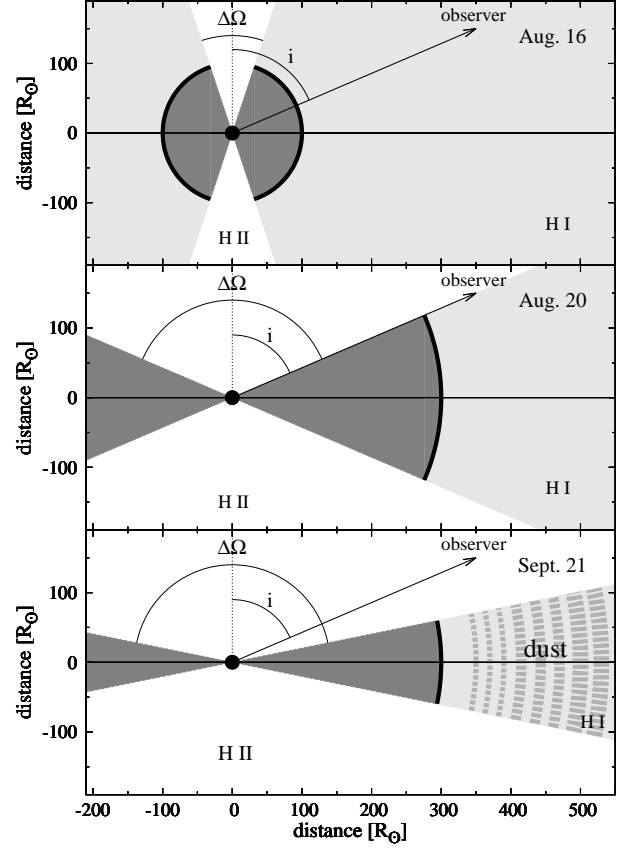 ΔΩ
observer
Aug. 16
i
100
0
-100
distance [R⊙]
H II
H I
observer
ΔΩ
Aug. 20
i
100
0
-100
distance [R⊙]
H II
H I
observer
ΔΩ
Sept. 21
i
100
0
-100
distance [R⊙]
dust
H I
H II
-200 -100 0 100 200 300 400 500
distance [R⊙]